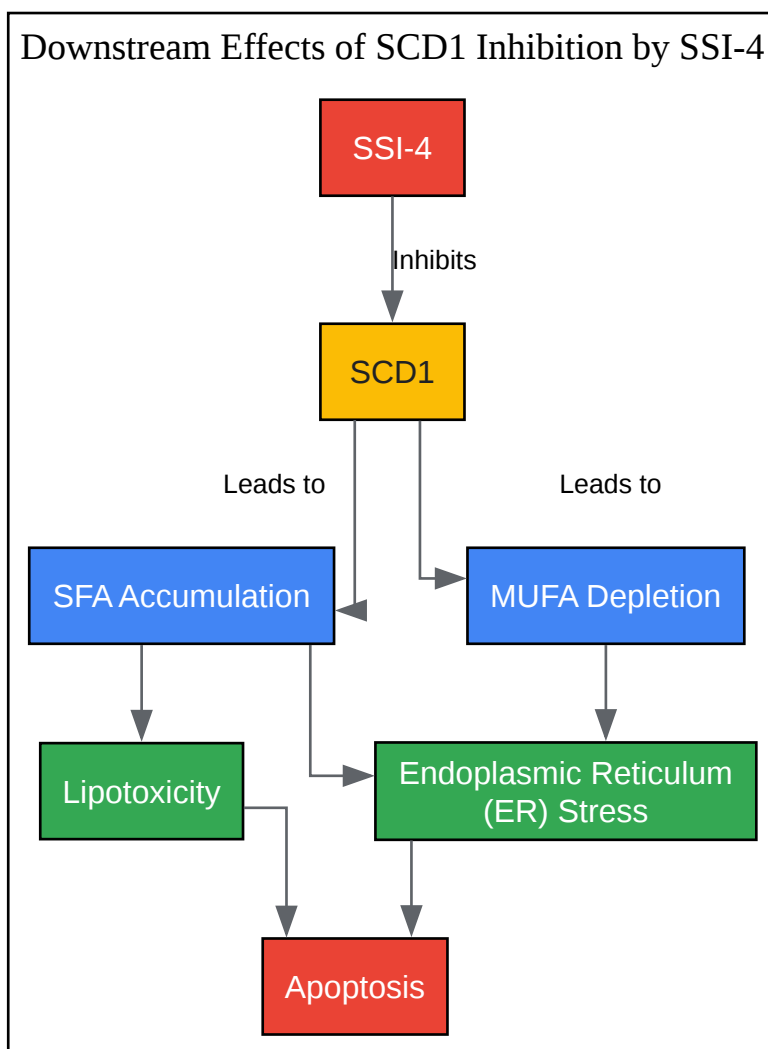 Downstream Effects of SCD1 Inhibition by SSI-4
SSI-4
Inhibits
SCD1
Leads to
Leads to
SFA Accumulation
MUFA Depletion
Lipotoxicity
Endoplasmic Reticulum
(ER) Stress
Apoptosis